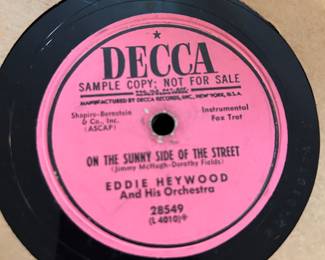 DECCA
SAMPLE COPY: NOT FOR SALE
MANUFACTURED BY DECCA RECORDS, INC., NEW YORK, U.S.A.
Shapiro-Bernstein
& Co., Inc.
(ASCAP)
Instrumental
Fox Trot
ON THE SUNNY SIDE OF THE STREET
(Jimmy McHugh-Dorothy Fields)
EDDIE HEYWOOD
And His Orchestra
28549
(L 4010)